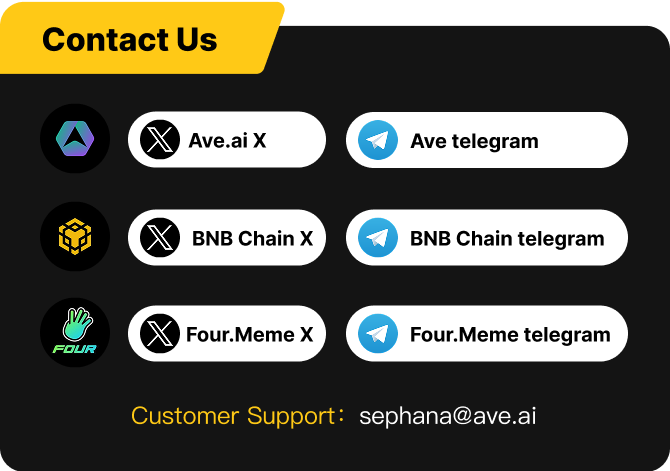 Contact Us
Ave.ai X
Ave telegram
BNB Chain X
BNB Chain telegram
FOUR
Four.Meme X
Four.Meme telegram
Customer Support： sephana@ave.ai